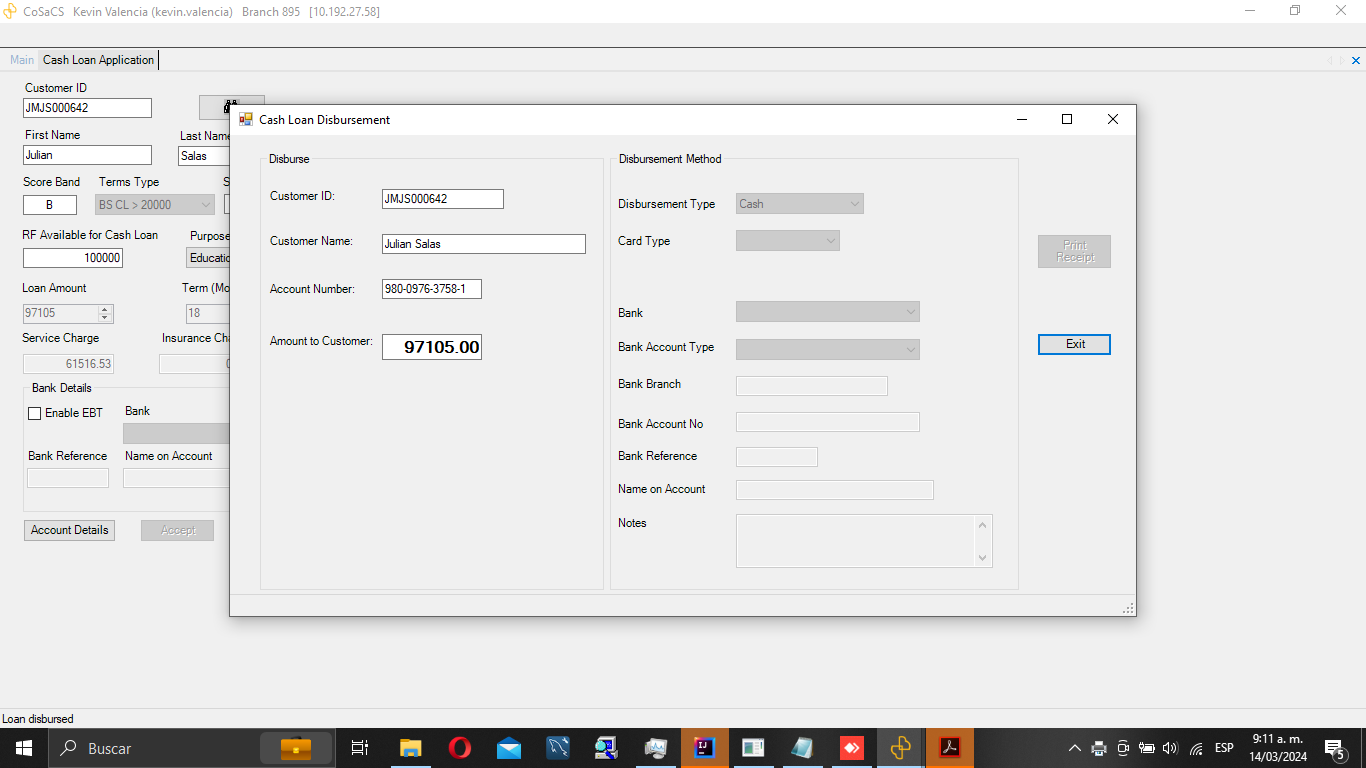 CoSaCS Kevin Valencia (kevin.valencia) Branch 895 [10.192.27.58]
Main Cash Loan Application
Customer ID
JMJS000642
First Name
Last Name
Julian
Salas
Score Band Terms Type S
B
BS CL > 20000
RF Available for Cash Loan
Purpose
100000
Educatio
Loan Amount
Term (Mo
97105
18
Service Charge
Insurance Cha
61516.53
Bank Details
Enable EBT
Bank
Bank Reference
Name on Account
Account Details
Accept
Cash Loan Disbursement
Disburse
Customer ID:
JMJS000642
Customer Name:
Julian Salas
Account Number:
980-0976-3758-1
Amount to Customer:
97105.00
Disbursement Method
Disbursement Type
Cash
Card Type
Bank
Bank Account Type
Bank Branch
Bank Account No
Bank Reference
Name on Account
Notes
Print
Receipt
Exit
Loan disbursed
Buscar
IJ
ESP
9:11 a. m.
14/03/2024
5